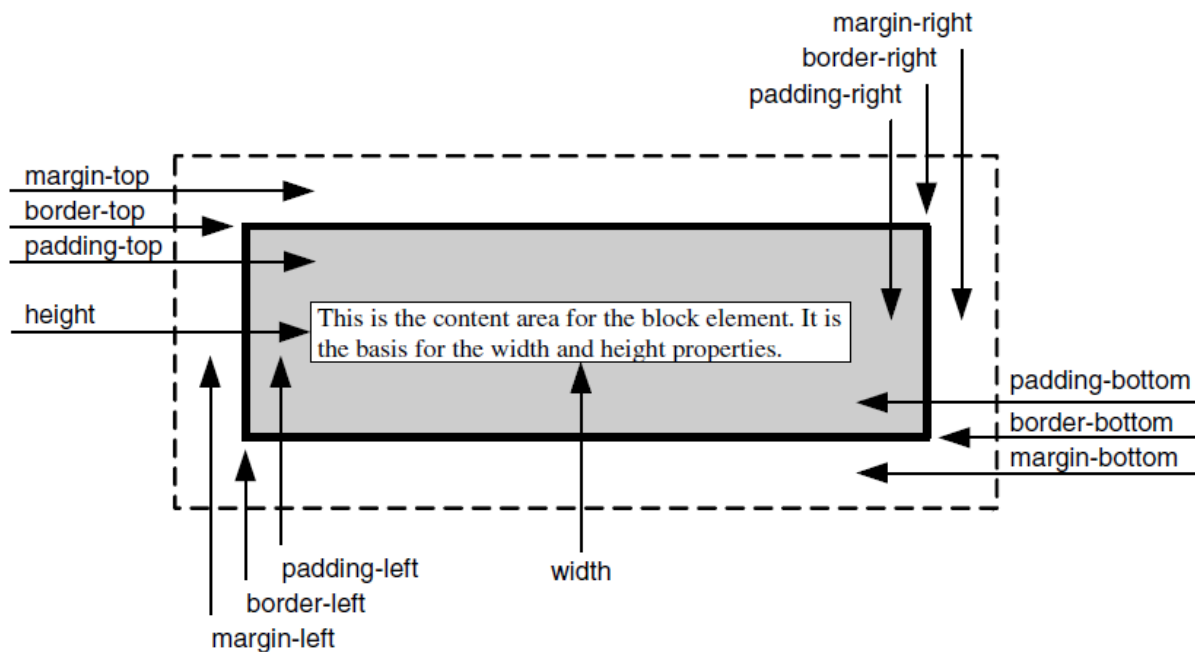 margin-right
border-right
padding-right
margin-top
border-top
padding-top
height
This is the content area for the block element. It is
the basis for the width and height properties.
padding-bottom
border-bottom
margin-bottom
padding-left
width
border-left
margin-left